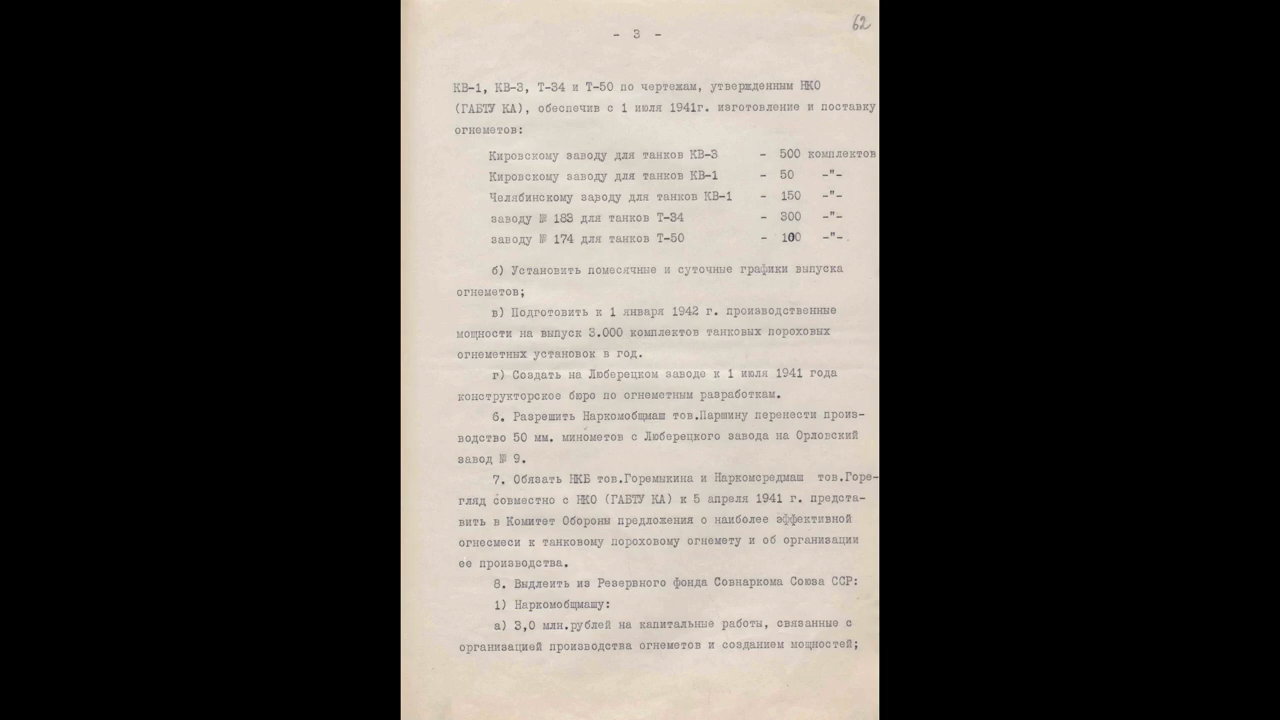 62
- 3 -
КВ-1, КВ-3, Т-34 и Т-50 по чертежам, утвержденным НКО
(ГАБТУ КА), обеспечив с 1 июля 1941г. изготовление и поставку
огнеметов:
Кировскому заводу для танков КВ-3 - 500 комплектов
Кировскому заводу для танков КВ-1 - 50 -"-
Челябинскому заводу для танков КВ-1 - 150 -"-
заводу № 183 для танков Т-34 - 300 -"-
заводу № 174 для танков Т-50 - 100 -"-
б) Установить помесячные и суточные графики выпуска
огнеметов;
в) Подготовить к 1 января 1942 г. производственные
мощности на выпуск 3.000 комплектов танковых пороховых
огнеметных установок в год.
г) Создать на Люберецком заводе к 1 июля 1941 года
конструкторское бюро по огнеметным разработкам.
6. Разрешить Наркомобщмаш тов.Паршину перенести произ-
водство 50 мм. минометов с Люберецкого завода на Орловский
завод № 9.
7. Обязать НКБ тов.Горемыкина и Наркомсредмаш тов.Горе-
гляд совместно с НКО (ГАБТУ КА) к 5 апреля 1941 г. предста-
вить в Комитет Обороны предложения о наиболее эффективной
огнесмеси к танковому пороховому огнемету и об организации
ее производства.
8. Выдлеить из Резервного фонда Совнаркома Союза ССР:
1) Наркомобщмашу:
а) 3,0 млн.рублей на капитальные работы, связанные с
организацией производства огнеметов и созданием мощностей;